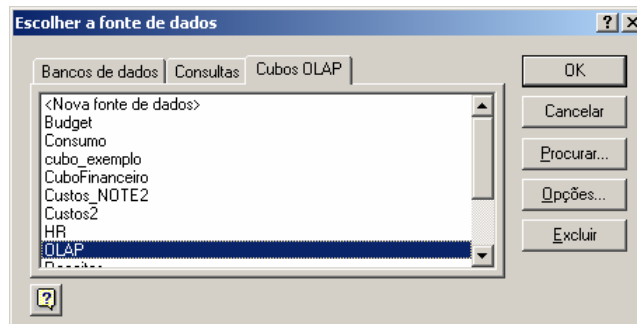 Escolher a fonte de dados
Bancos de dados Consultas Cubos OLAP
<Nova fonte de dados>
Budget
Consumo
cubo_exemplo
CuboFinanceiro
Custos_NOTE2
Custos2
HR
OLAP
OK
Cancelar
Procurar...
Opções...
Excluir